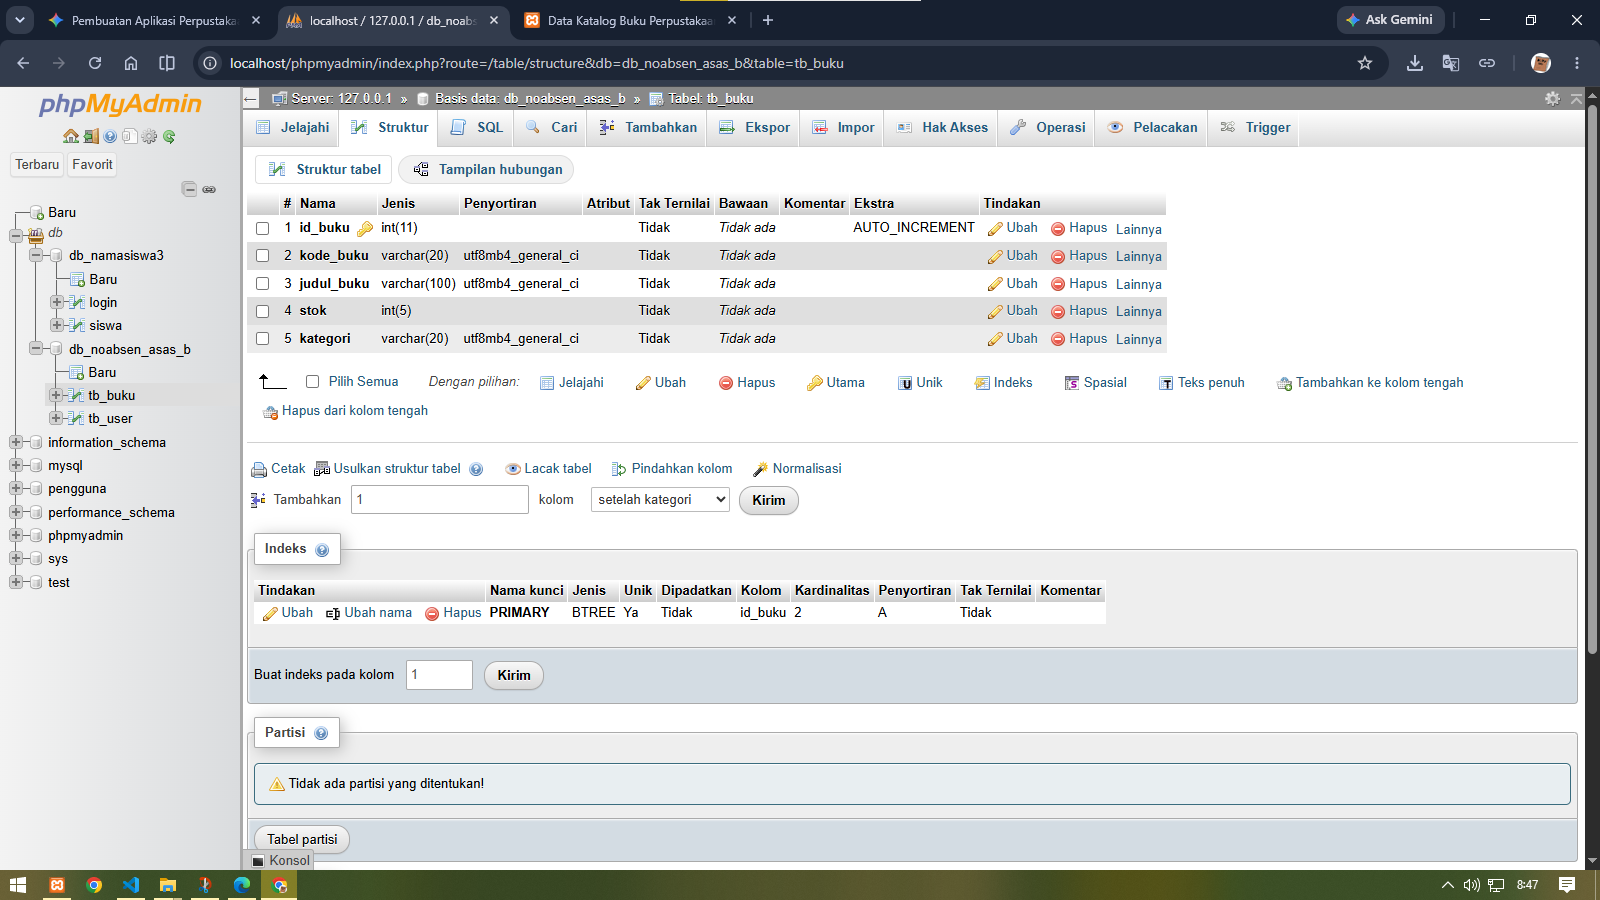 Pembuatan Aplikasi Perpustaka
localhost / 127.0.0.1 / db_noabs
Data Katalog Buku Perpustakaa
Ask Gemini
localhost/phpmyadmin/index.php?route=/table/structure&db=db_noabsen_asas_b&table=tb_buku
phpMyAdmin
Terbaru Favorit
Baru
db
db_namasiswa3
Baru
login
siswa
db_noabsen_asas_b
Baru
tb_buku
tb_user
information_schema
mysql
pengguna
performance_schema
phpmyadmin
sys
test
Server: 127.0.0.1 » Basis data: db_noabsen_asas_b » Tabel: tb_buku
Jelajahi Struktur SQL Cari Tambahkan Ekspor Impor Hak Akses Operasi Pelacakan Trigger
Struktur tabel Tampilan hubungan
# Nama Jenis Penyortiran Atribut Tak Ternilai Bawaan Komentar Ekstra Tindakan
1 id_buku int(11) Tidak Tidak ada AUTO_INCREMENT Ubah Hapus Lainnya
2 kode_buku varchar(20) utf8mb4_general_ci Tidak Tidak ada Ubah Hapus Lainnya
3 judul_buku varchar(100) utf8mb4_general_ci Tidak Tidak ada Ubah Hapus Lainnya
4 stok int(5) Tidak Tidak ada Ubah Hapus Lainnya
5 kategori varchar(20) utf8mb4_general_ci Tidak Tidak ada Ubah Hapus Lainnya
Pilih Semua Dengan pilihan: Jelajahi Ubah Hapus Utama Unik Indeks Spasial Teks penuh Tambahkan ke kolom tengah
Hapus dari kolom tengah
Cetak Usulkan struktur tabel Lacak tabel Pindahkan kolom Normalisasi
Tambahkan 1 kolom setelah kategori Kirim
Indeks
Tindakan Nama kunci Jenis Unik Dipadatkan Kolom Kardinalitas Penyortiran Tak Ternilai Komentar
Ubah Ubah nama Hapus PRIMARY BTREE Ya Tidak id_buku 2 A Tidak
Buat indeks pada kolom 1 Kirim
Partisi
Tidak ada partisi yang ditentukan!
Tabel partisi
Konsol
8:47